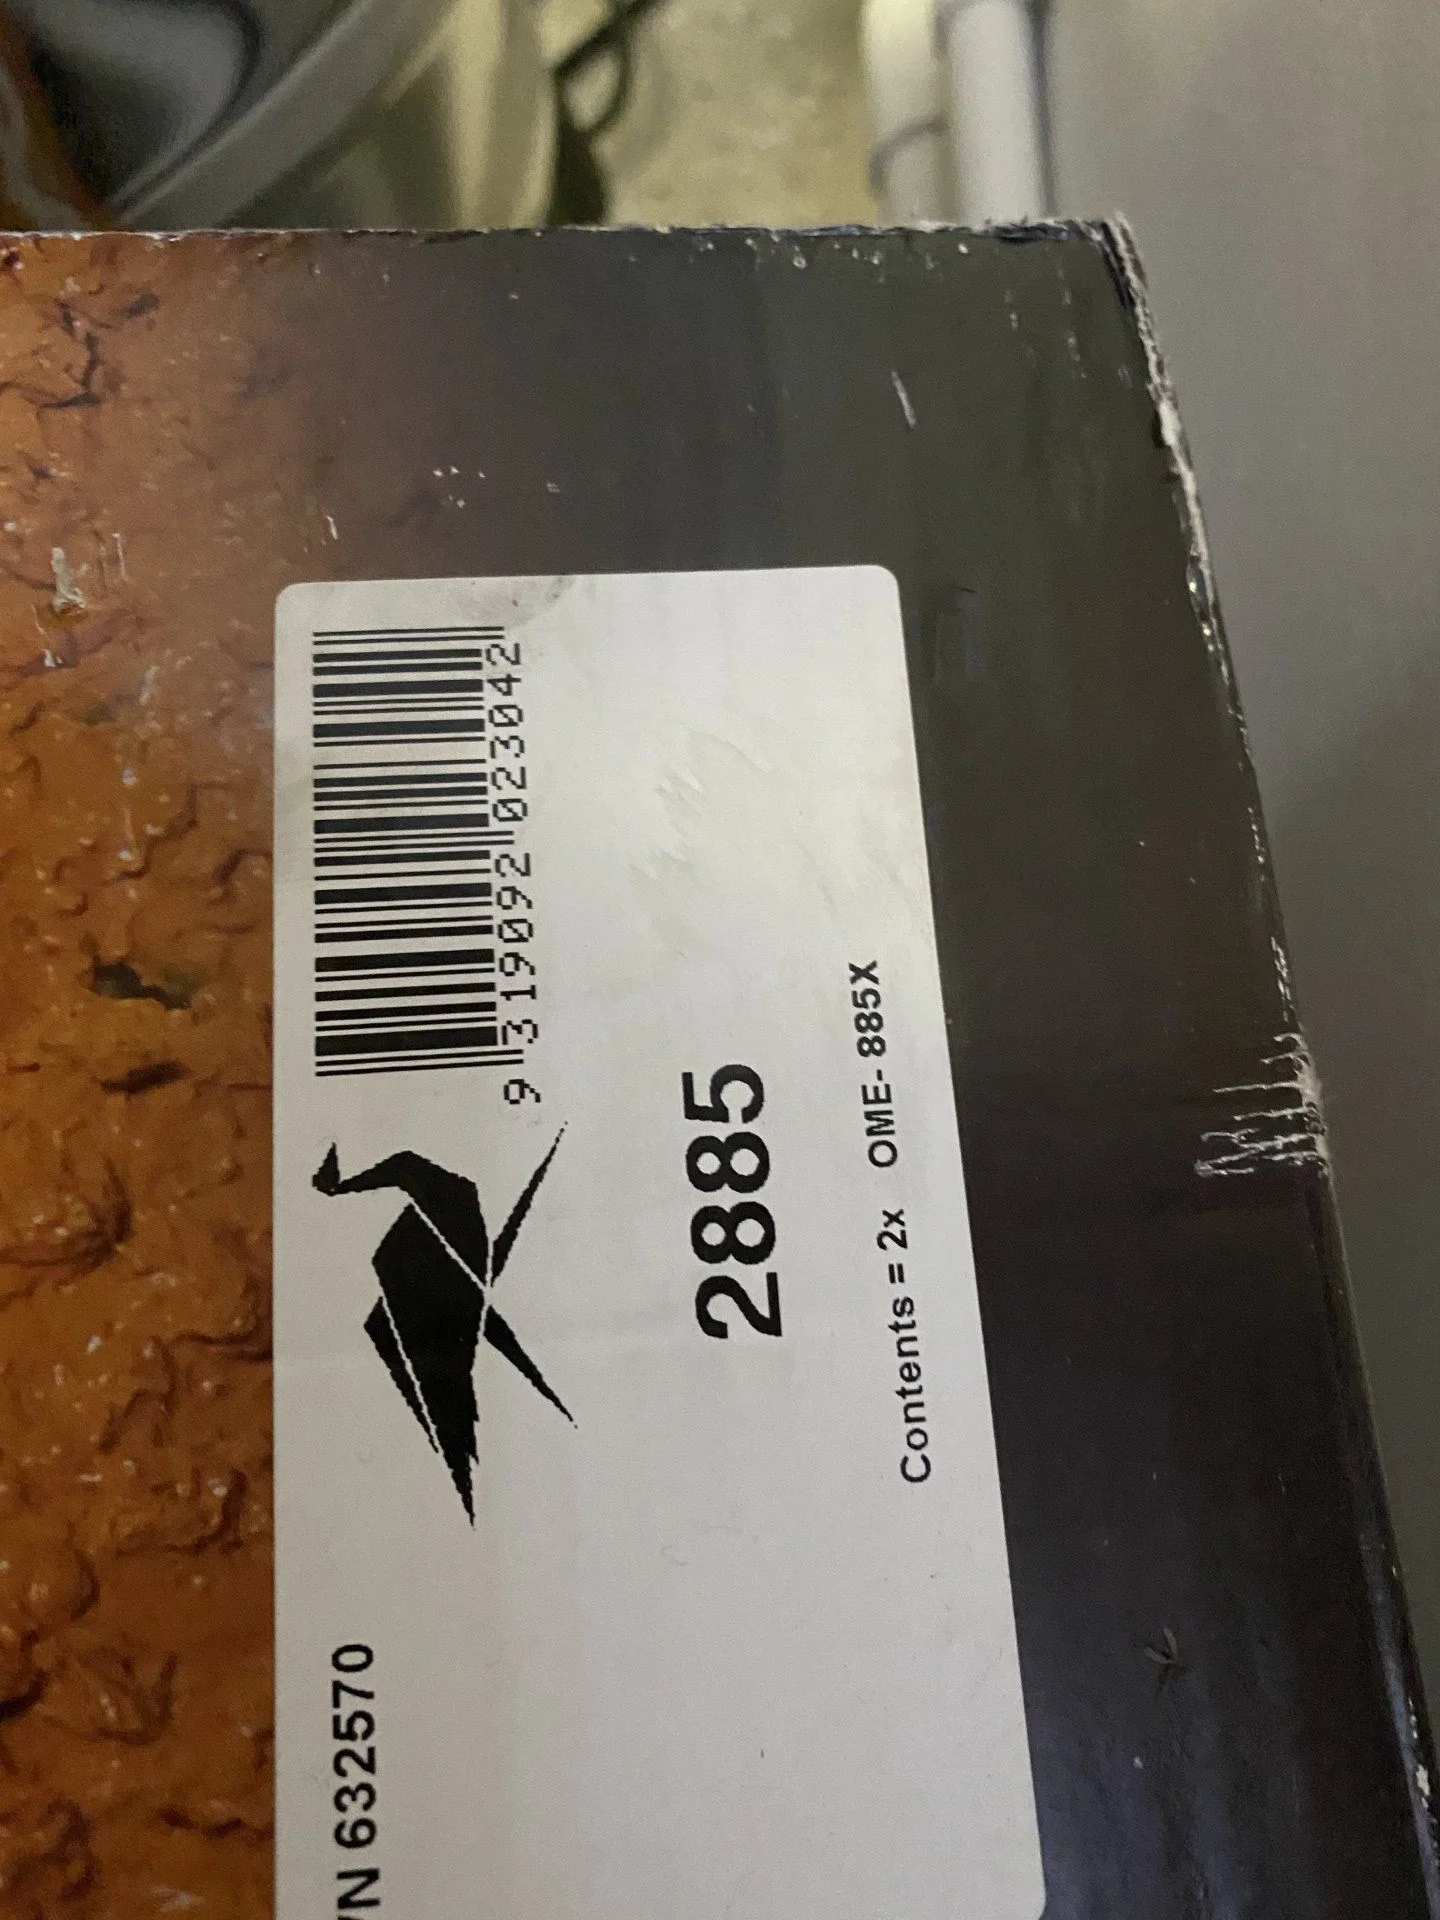 9 319092 023042
2885
Contents = 2x OME- 885X
/N 632570